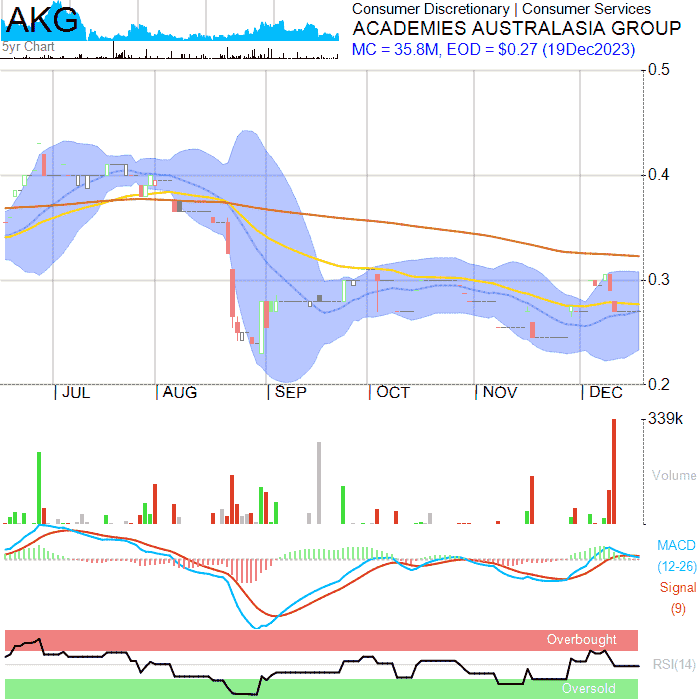 AKG
5yr Chart
Consumer Discretionary | Consumer Services
ACADEMIES AUSTRALASIA GROUP
MC = 35.8M, EOD = $0.27 (19Dec2023)
0.5
0.4
0.3
0.2
JUL AUG SEP OCT NOV DEC
339k
Volume
MACD
(12-26)
Signal
(9)
Overbought
RSI(14)
Oversold